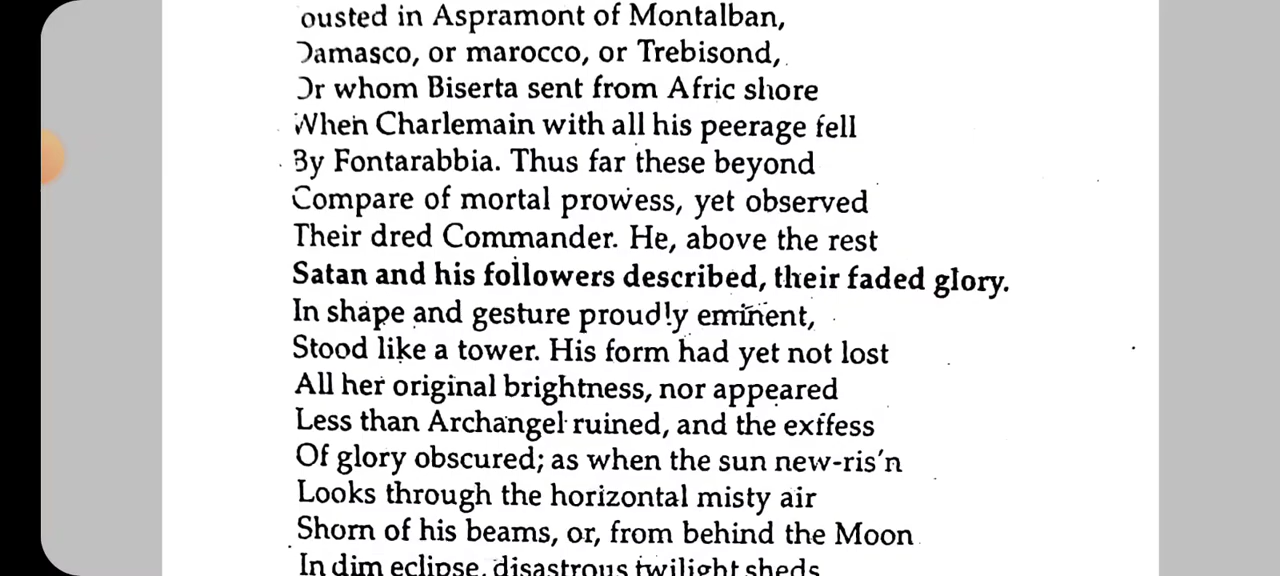 ousted in Aspramont of Montalban,
Damasco, or marocco, or Trebisond,
Or whom Biserta sent from Afric shore
When Charlemain with all his peerage fell
By Fontarabbia. Thus far these beyond
Compare of mortal prowess, yet observed
Their dred Commander. He, above the rest
Satan and his followers described, their faded glory.
In shape and gesture proudly eminent,
Stood like a tower. His form had yet not lost
All her original brightness, nor appeared
Less than Archangel ruined, and the exffess
Of glory obscured; as when the sun new-ris'n
Looks through the horizontal misty air
Shorn of his beams, or, from behind the Moon
In dim eclipse, disastrous twilight sheds